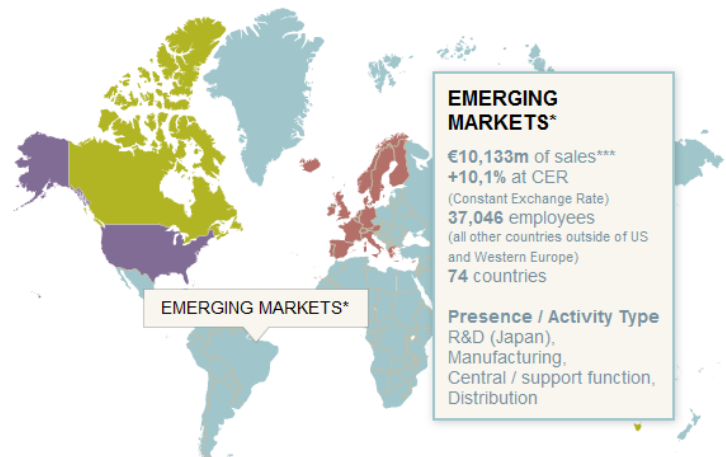 EMERGING
MARKETS*
€10,133m of sales***
+10,1% at CER
(Constant Exchange Rate)
37,046 employees
(all other countries outside of US
and Western Europe)
74 countries
Presence / Activity Type
R&D (Japan),
Manufacturing,
Central / support function,
Distribution
EMERGING MARKETS*